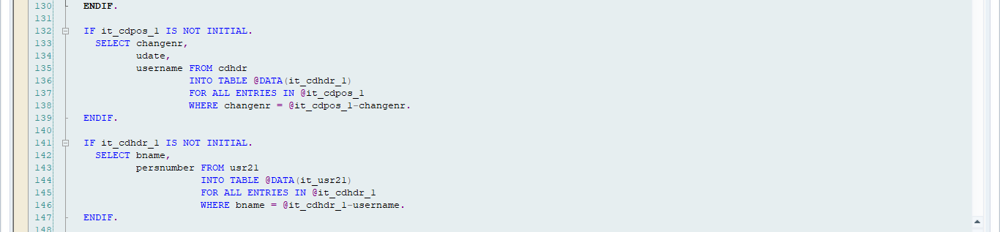 130 ENDIF.
131
132 IF it_cdpos_1 IS NOT INITIAL.
133 SELECT changenr,
134 udate,
135 username FROM cdhdr
136 INTO TABLE @DATA(it_cdhdr_1)
137 FOR ALL ENTRIES IN @it_cdpos_1
138 WHERE changenr = @it_cdpos_1-changenr.
139 ENDIF.
140
141 IF it_cdhdr_1 IS NOT INITIAL.
142 SELECT bname,
143 persnumber FROM usr21
144 INTO TABLE @DATA(it_usr21)
145 FOR ALL ENTRIES IN @it_cdhdr_1
146 WHERE bname = @it_cdhdr_1-username.
147 ENDIF.
148